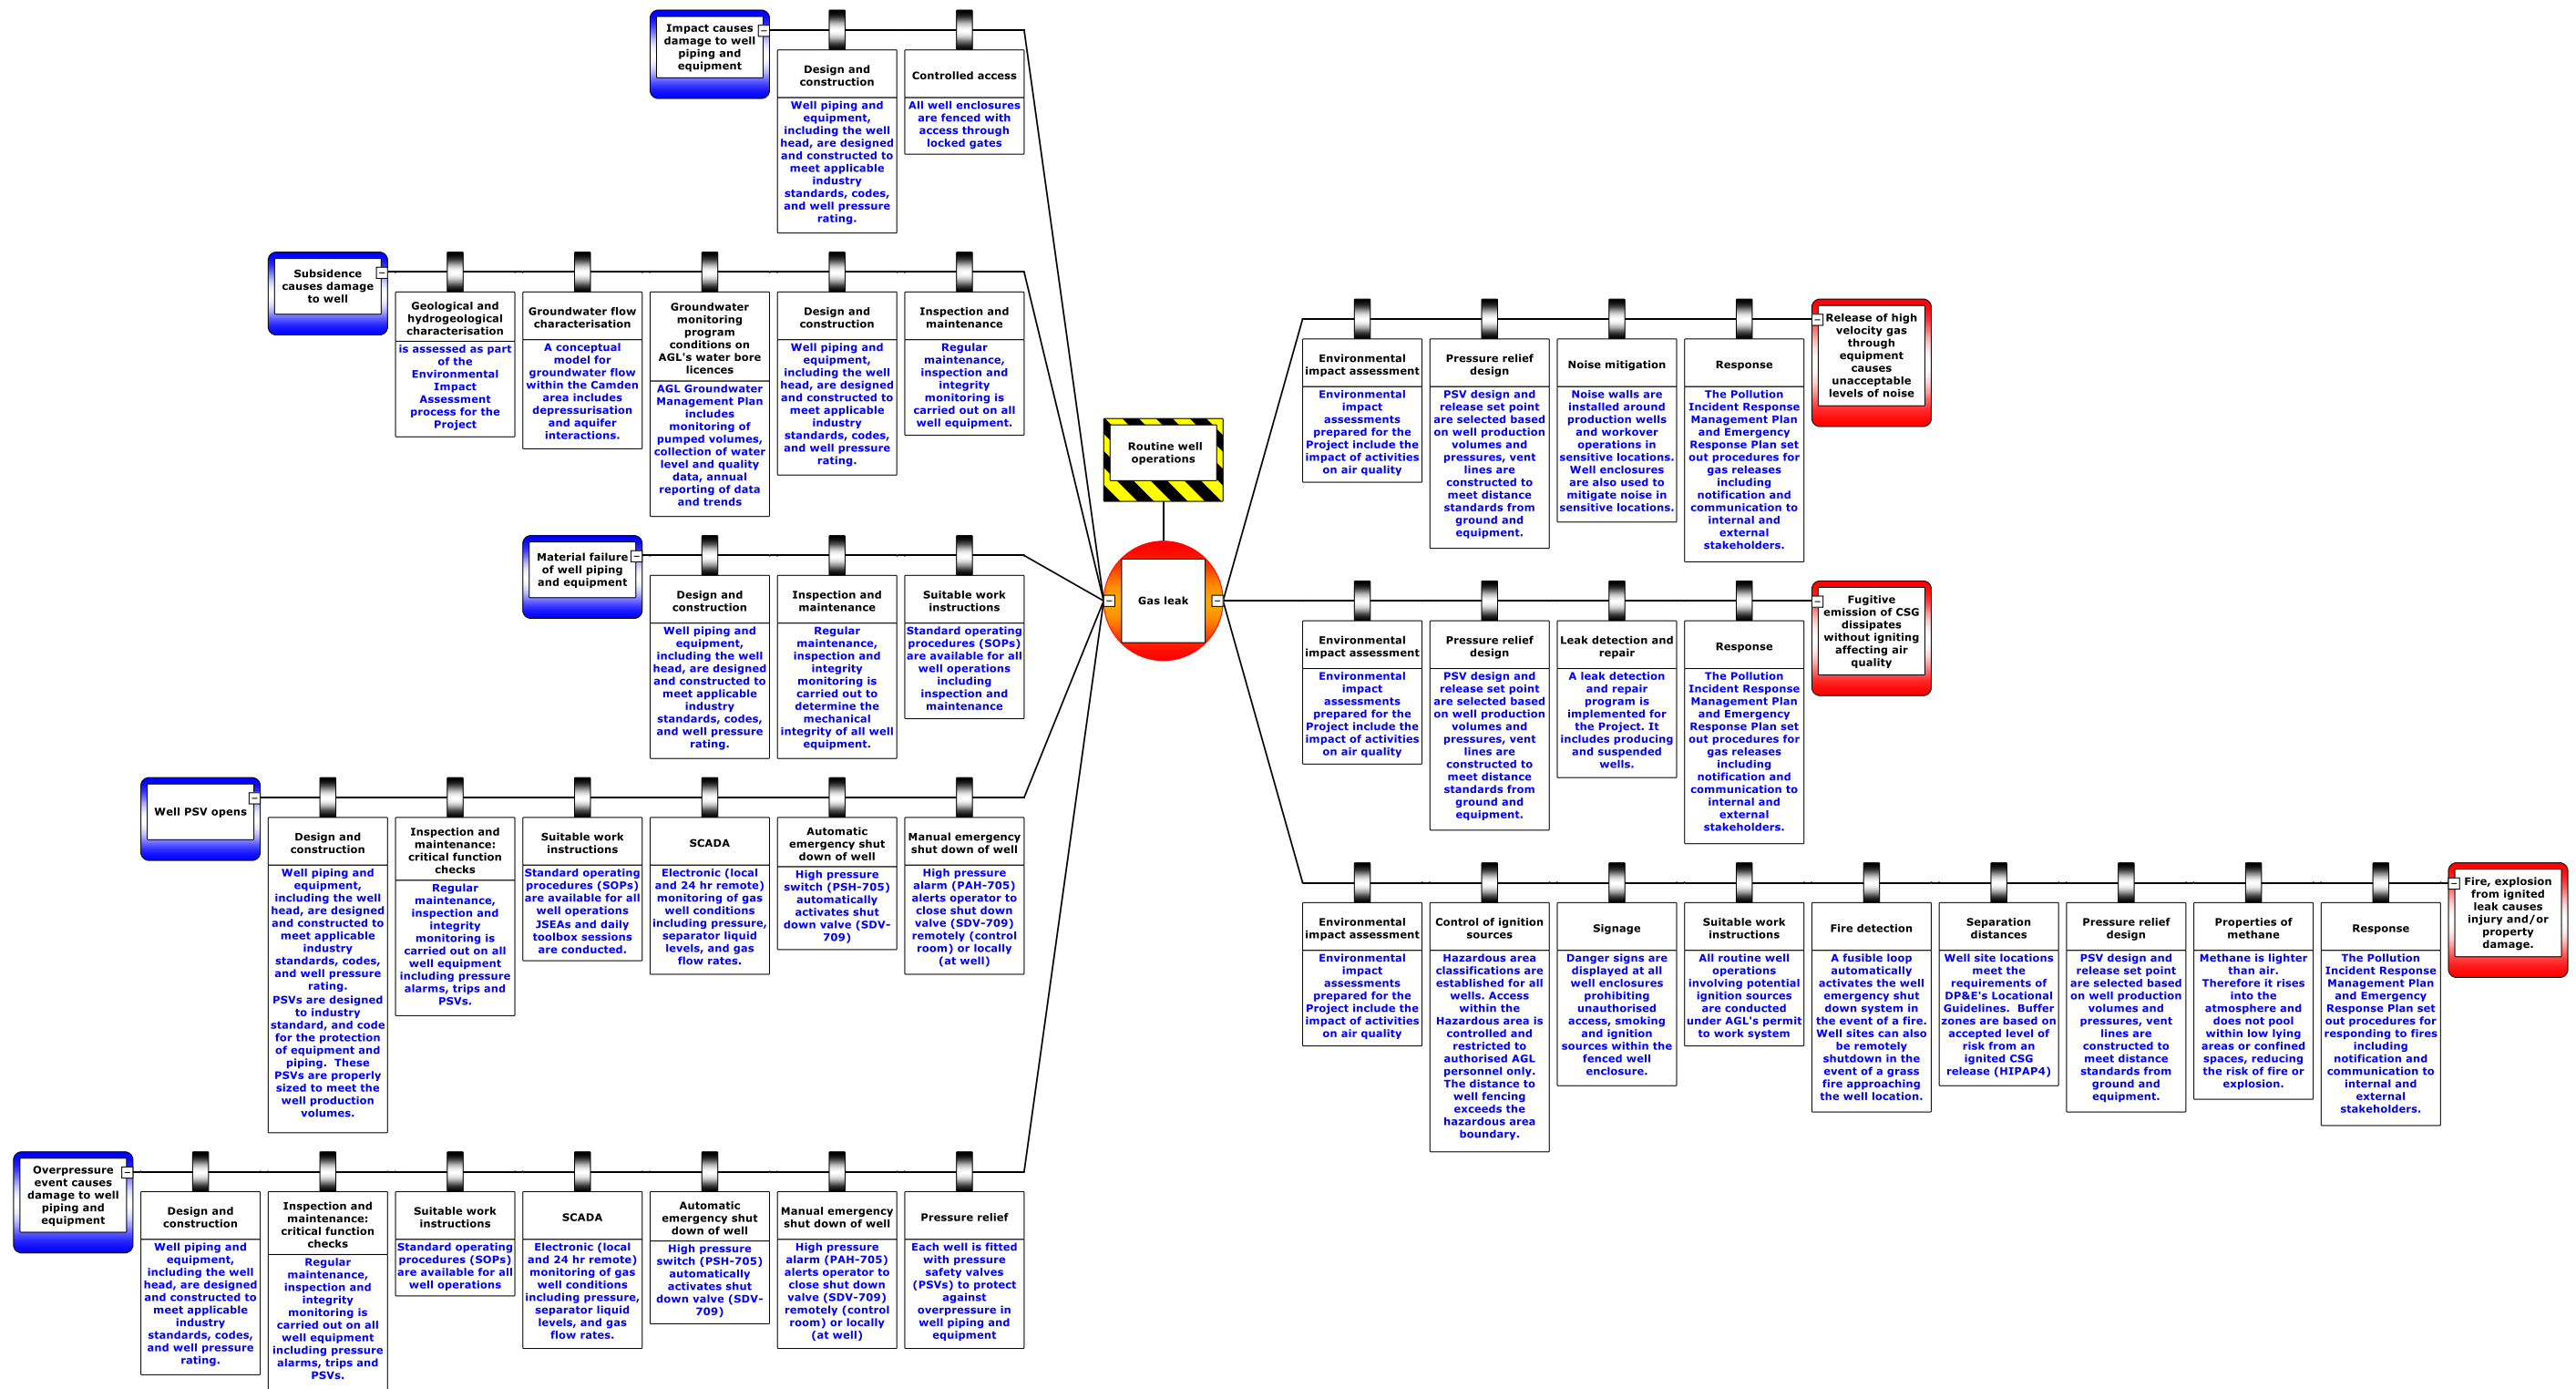 Impact causes
damage to well
piping and
equipment
Design and
construction
Well piping and
equipment,
including the well
head, are designed
and constructed to
meet applicable
industry
standards, codes,
and well pressure
rating.
Controlled access
All well enclosures
are fenced with
access through
locked gates
Subsidence
causes damage
to well
Geological and
hydrogeological
characterisation
is assessed as part
of the
Environmental
Impact
Assessment
process for the
Project
Groundwater flow
characterisation
A conceptual
model for
groundwater flow
within the Camden
area includes
depressurisation
and aquifer
interactions.
Groundwater
monitoring
program
conditions on
AGL's water bore
licences
AGL Groundwater
Management Plan
includes
monitoring of
pumped volumes,
collection of water
level and quality
data, annual
reporting of data
and trends
Design and
construction
Well piping and
equipment,
including the well
head, are designed
and constructed to
meet applicable
industry
standards, codes,
and well pressure
rating.
Inspection and
maintenance
Regular
maintenance,
inspection and
integrity
monitoring is
carried out on all
well equipment.
Material failure
of well piping
and equipment
Design and
construction
Well piping and
equipment,
including the well
head, are designed
and constructed to
meet applicable
industry
standards, codes,
and well pressure
rating.
Inspection and
maintenance
Regular
maintenance,
inspection and
integrity
monitoring is
carried out to
determine the
mechanical
integrity of all well
equipment.
Suitable work
instructions
Standard operating
procedures (SOPs)
are available for all
well operations
including
inspection and
maintenance
Well PSV opens
Design and
construction
Well piping and
equipment,
including the well
head, are designed
and constructed to
meet applicable
industry
standards, codes,
and well pressure
rating.
PSVs are designed
to industry
standard, and code
for the protection
of equipment and
piping.  These
PSVs are properly
sized to meet the
well production
volumes.
Inspection and
maintenance:
critical function
checks
Regular
maintenance,
inspection and
integrity
monitoring is
carried out on all
well equipment
including pressure
alarms, trips and
PSVs.
Suitable work
instructions
Standard operating
procedures (SOPs)
are available for all
well operations
JSEAs and daily
toolbox sessions
are conducted.
SCADA
Electronic (local
and 24 hr remote)
monitoring of gas
well conditions
including pressure,
separator liquid
levels, and gas
flow rates.
Automatic
emergency shut
down of well
High pressure
switch (PSH-705)
automatically
activates shut
down valve (SDV-
709)
Manual emergency
shut down of well
High pressure
alarm (PAH-705)
alerts operator to
close shut down
valve (SDV-709)
remotely (control
room) or locally
(at well)
Overpressure
event causes
damage to well
piping and
equipment
Design and
construction
Well piping and
equipment,
including the well
head, are designed
and constructed to
meet applicable
industry
standards, codes,
and well pressure
rating.
Inspection and
maintenance:
critical function
checks
Regular
maintenance,
inspection and
integrity
monitoring is
carried out on all
well equipment
including pressure
alarms, trips and
PSVs.
Suitable work
instructions
Standard operating
procedures (SOPs)
are available for all
well operations
SCADA
Electronic (local
and 24 hr remote)
monitoring of gas
well conditions
including pressure,
separator liquid
levels, and gas
flow rates.
Automatic
emergency shut
down of well
High pressure
switch (PSH-705)
automatically
activates shut
down valve (SDV-
709)
Manual emergency
shut down of well
High pressure
alarm (PAH-705)
alerts operator to
close shut down
valve (SDV-709)
remotely (control
room) or locally
(at well)
Pressure relief
Each well is fitted
with pressure
safety valves
(PSVs) to protect
against
overpressure in
well piping and
equipment
Routine well
operations
Gas leak
Environmental
impact assessment
Environmental
impact
assessments
prepared for the
Project include the
impact of activities
on air quality
Pressure relief
design
PSV design and
release set point
are selected based
on well production
volumes and
pressures, vent
lines are
constructed to
meet distance
standards from
ground and
equipment.
Noise mitigation
Noise walls are
installed around
production wells
and workover
operations in
sensitive locations.
Well enclosures
are also used to
mitigate noise in
sensitive locations.
Response
The Pollution
Incident Response
Management Plan
and Emergency
Response Plan set
out procedures for
gas releases
including
notification and
communication to
internal and
external
stakeholders.
Release of high
velocity gas
through
equipment
causes
unacceptable
levels of noise
Environmental
impact assessment
Environmental
impact
assessments
prepared for the
Project include the
impact of activities
on air quality
Pressure relief
design
PSV design and
release set point
are selected based
on well production
volumes and
pressures, vent
lines are
constructed to
meet distance
standards from
ground and
equipment.
Leak detection and
repair
A leak detection
and repair
program is
implemented for
the Project. It
includes producing
and suspended
wells.
Response
The Pollution
Incident Response
Management Plan
and Emergency
Response Plan set
out procedures for
gas releases
including
notification and
communication to
internal and
external
stakeholders.
Fugitive
emission of CSG
dissipates
without igniting
affecting air
quality
Environmental
impact assessment
Environmental
impact
assessments
prepared for the
Project include the
impact of activities
on air quality
Control of ignition
sources
Hazardous area
classifications are
established for all
wells. Access
within the
Hazardous area is
controlled and
restricted to
authorised AGL
personnel only.
The distance to
well fencing
exceeds the
hazardous area
boundary.
Signage
Danger signs are
displayed at all
well enclosures
prohibiting
unauthorised
access, smoking
and ignition
sources within the
fenced well
enclosure.
Suitable work
instructions
All routine well
operations
involving potential
ignition sources
are conducted
under AGL's permit
to work system
Fire detection
A fusible loop
automatically
activates the well
emergency shut
down system in
the event of a fire.
Well sites can also
be remotely
shutdown in the
event of a grass
fire approaching
the well location.
Separation
distances
Well site locations
meet the
requirements of
DP&E's Locational
Guidelines.  Buffer
zones are based on
accepted level of
risk from an
ignited CSG
release (HIPAP4)
Pressure relief
design
PSV design and
release set point
are selected based
on well production
volumes and
pressures, vent
lines are
constructed to
meet distance
standards from
ground and
equipment.
Properties of
methane
Methane is lighter
than air.
Therefore it rises
into the
atmosphere and
does not pool
within low lying
areas or confined
spaces, reducing
the risk of fire or
explosion.
Response
The Pollution
Incident Response
Management Plan
and Emergency
Response Plan set
out procedures for
responding to fires
including
notification and
communication to
internal and
external
stakeholders.
Fire, explosion
from ignited
leak causes
injury and/or
property
damage.